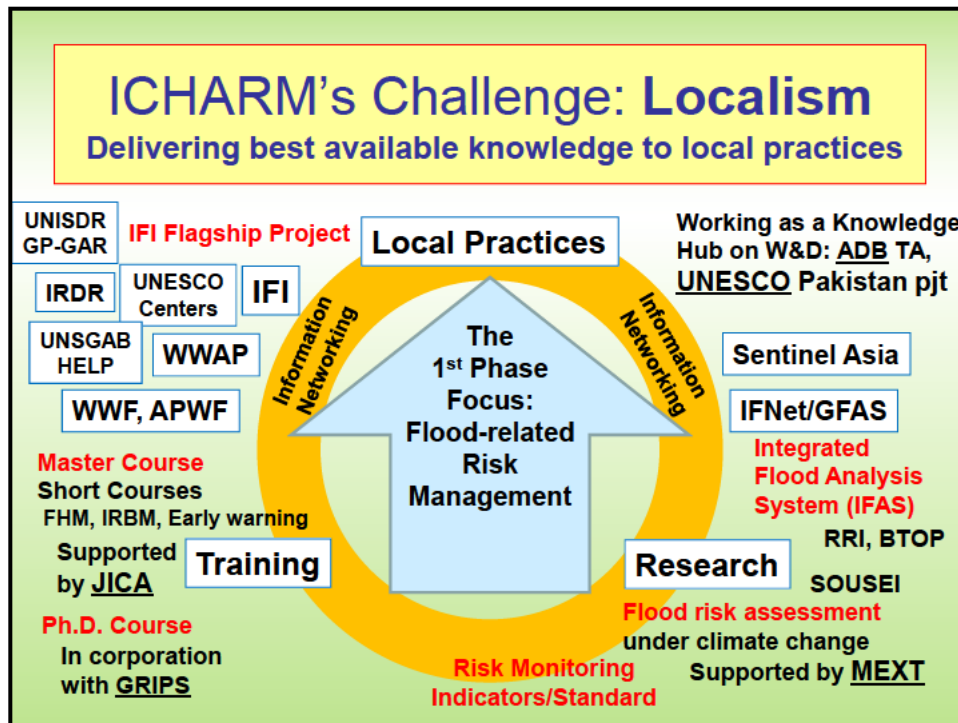 ICHARM's Challenge: Localism
Delivering best available knowledge to local practices
UNISDR
GP-GAR
IFI Flagship Project
Local Practices
Working as a Knowledge
Hub on W&D: ADB TA,
UNESCO Pakistan pjt
IRDR
UNESCO
Centers
IFI
UNSGAB
HELP
WWAP
WWF, APWF
Information
Networking
The
1st Phase
Focus:
Flood-related
Risk
Management
Information
Networking
Sentinel Asia
IFNet/GFAS
Integrated
Flood Analysis
System (IFAS)
RRI, BTOP
SOUSEI
Master Course
Short Courses
FHM, IRBM, Early warning
Supported
by JICA
Training
Ph.D. Course
In corporation
with GRIPS
Research
Flood risk assessment
under climate change
Supported by MEXT
Risk Monitoring
Indicators/Standard